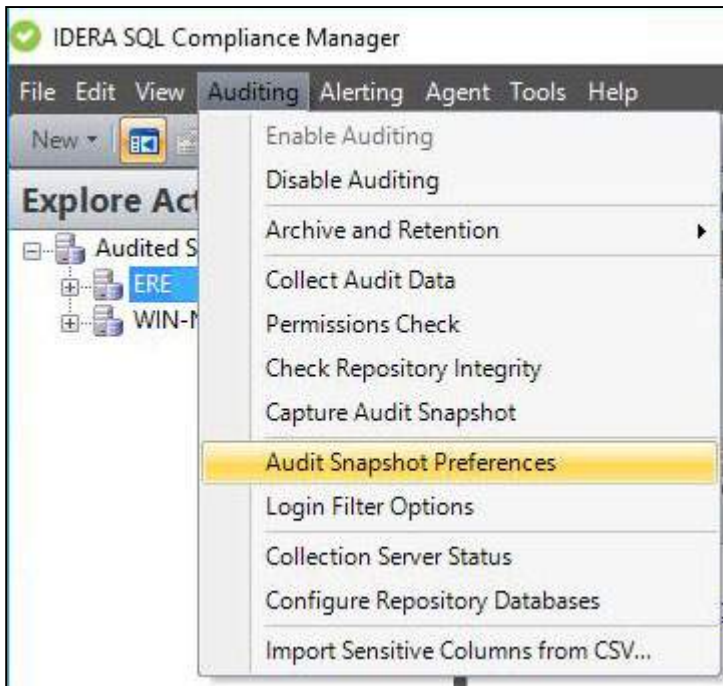 IDERA SQL Compliance Manager
File Edit View Auditing Alerting Agent Tools Help
New
Enable Auditing
Disable Auditing
Archive and Retention
Collect Audit Data
Permissions Check
Check Repository Integrity
Capture Audit Snapshot
Audit Snapshot Preferences
Login Filter Options
Collection Server Status
Configure Repository Databases
Import Sensitive Columns from CSV...
Explore Act
Audited S
ERE
WIN-N